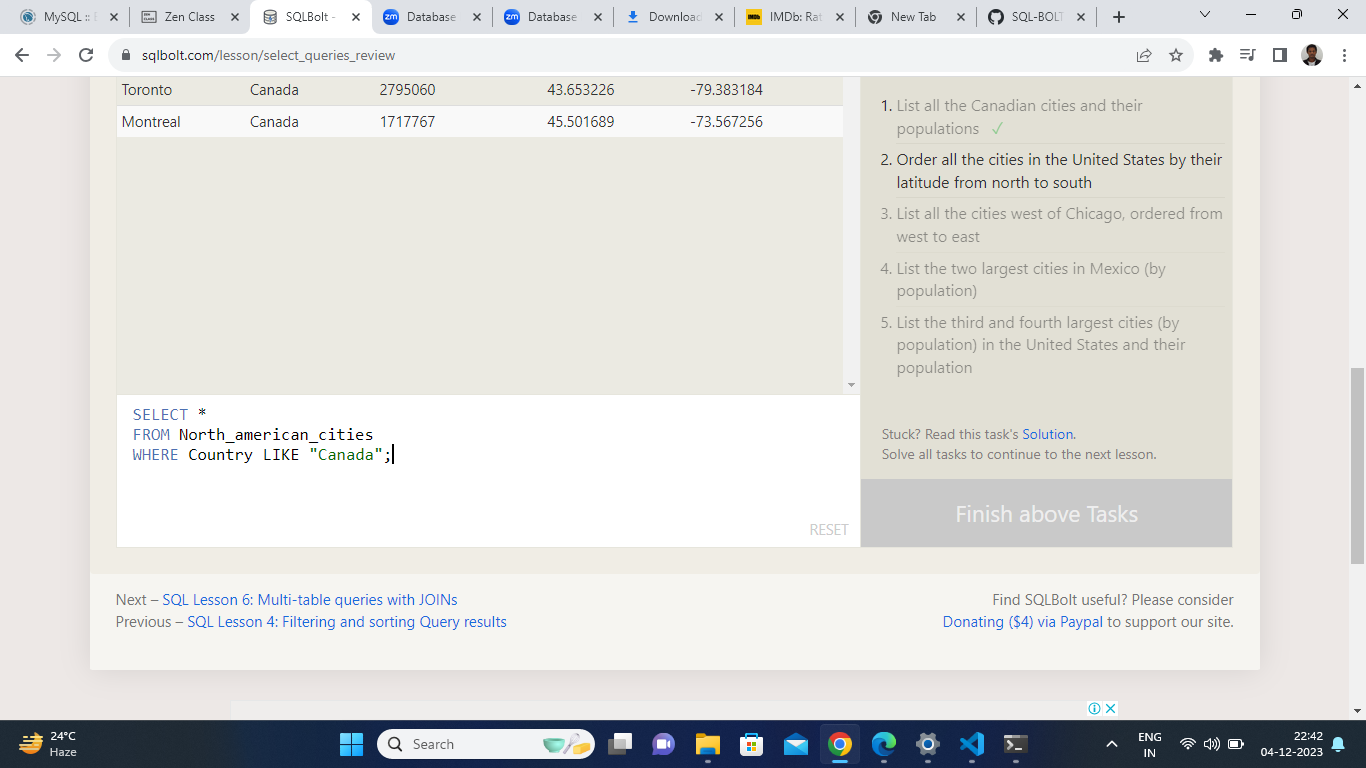 MySQL :: E
Zen Class
SQLBolt -
Database
Database
Download
IMDb: Rat
New Tab
SQL-BOLT
sqlbolt.com/lesson/select_queries_review
Toronto Canada 2795060 43.653226 -79.383184
Montreal Canada 1717767 45.501689 -73.567256
1. List all the Canadian cities and their
populations ✓
2. Order all the cities in the United States by their
latitude from north to south
3. List all the cities west of Chicago, ordered from
west to east
4. List the two largest cities in Mexico (by
population)
5. List the third and fourth largest cities (by
population) in the United States and their
population
SELECT *
FROM North_american_cities
WHERE Country LIKE "Canada";
RESET
Stuck? Read this task's Solution.
Solve all tasks to continue to the next lesson.
Finish above Tasks
Next – SQL Lesson 6: Multi-table queries with JOINs
Previous – SQL Lesson 4: Filtering and sorting Query results
Find SQLBolt useful? Please consider
Donating ($4) via Paypal to support our site.
24°C
Haze
Search
ENG
IN
22:42
04-12-2023